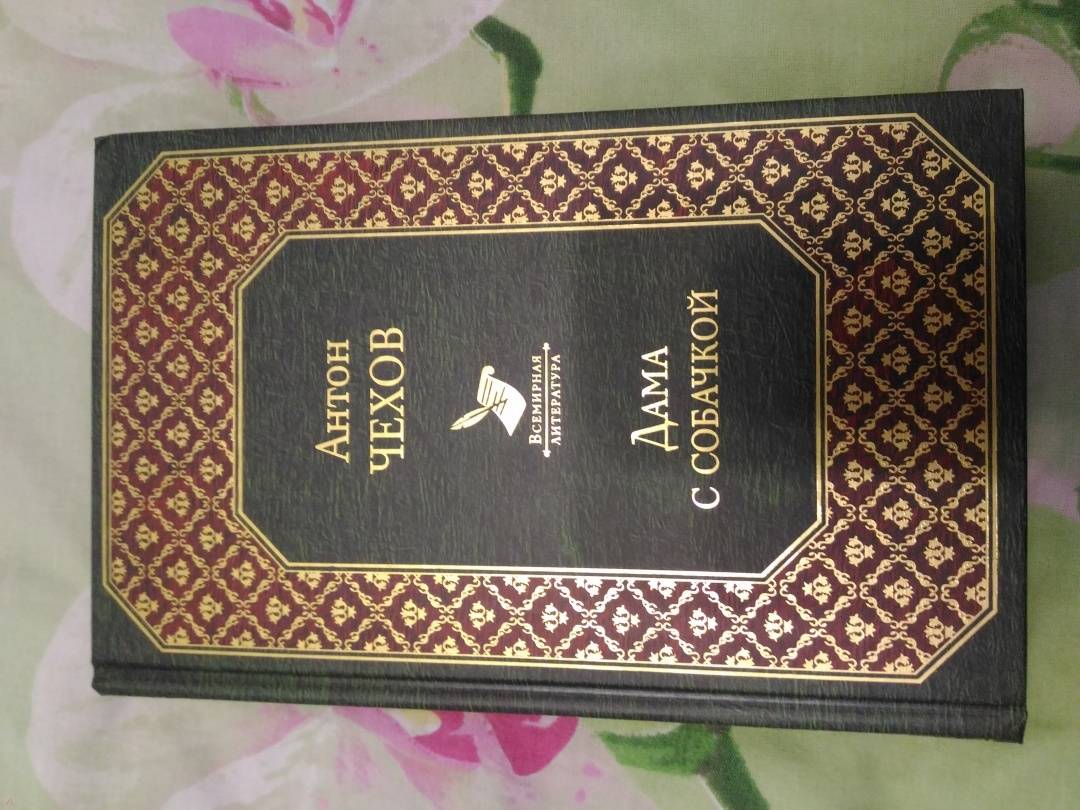 Антон
ЧЕХОВ
Всемирная
литература
Дама
с собачкой